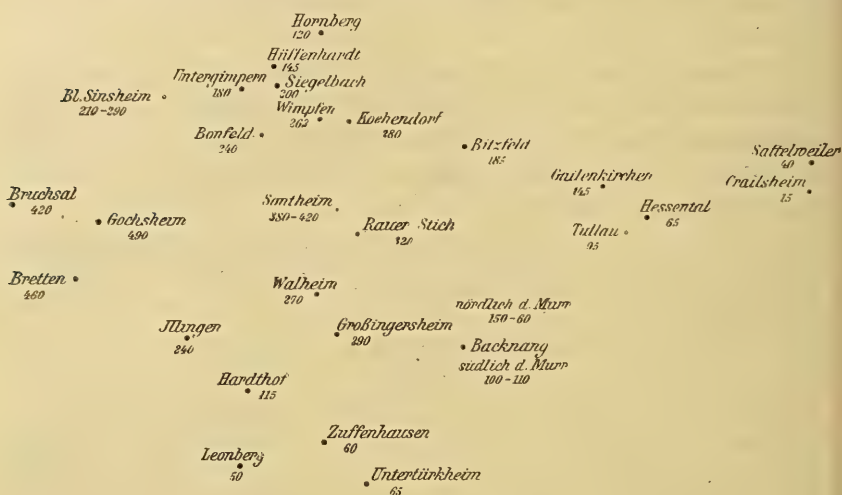 Hornberg
120
Hüffenhardt
145
Untergimpern
180
Siegelbach
200
Bl. Sinsheim
210-290
Wimpfen
262
Kochendorf
280
Bonfeld
240
Bitzfeld
185
Sattelweiler
40
Gailenkirchen
145
Crailsheim
15
Bruchsal
420
Gochsheim
490
Sontheim
380-420
Rauer Stich
320
Hessental
65
Tullau
95
Bretten
460
Walheim
270
nördlich d. Murr
150-60
Illingen
240
Großingersheim
290
Backnang
südlich d. Murr
100-110
Hardthof
115
Zuffenhausen
60
Leonberg
50
Untertürkheim
65